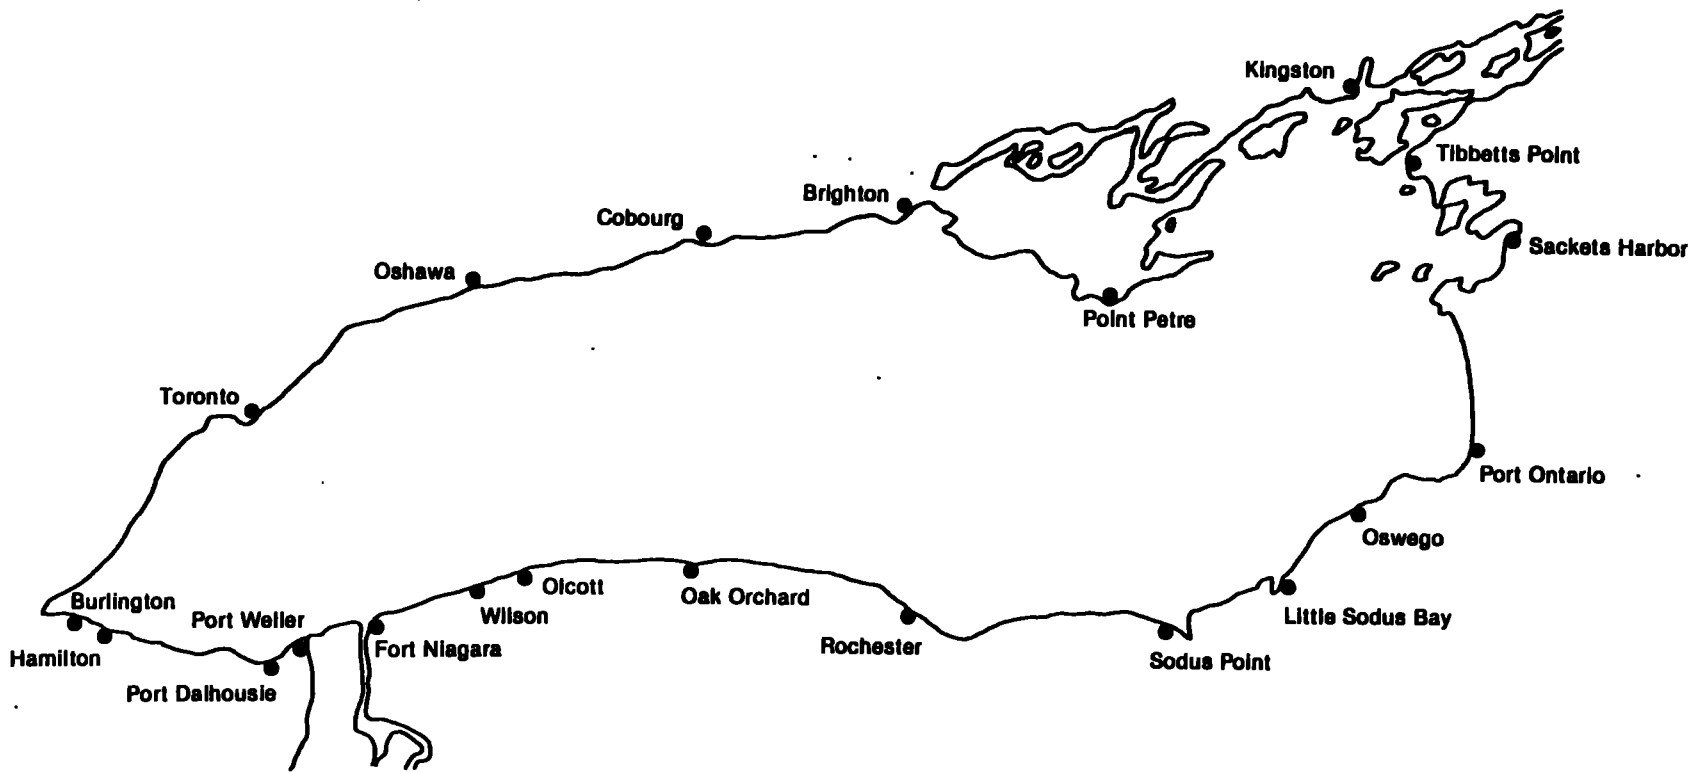 Kingston
Tibbetts Point
Brighton
Cobourg
Sackets Harbor
Oshawa
Point Petre
Toronto
Port Ontario
Oswego
Olcott
Oak Orchard
Burlington
Wilson
Little Sodus Bay
Port Weller
Fort Niagara
Rochester
Hamilton
Sodus Point
Port Dalhousie